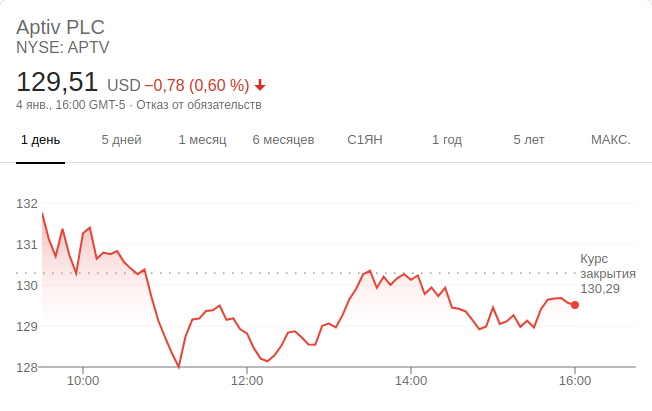 Aptiv PLC
NYSE: APTV
129,51 USD −0,78 (0,60 %)
4 янв., 16:00 GMT-5 · Отказ от обязательств
1 день 5 дней 1 месяц 6 месяцев С1ЯН 1 год 5 лет МАКС.
132
131
130
129
128
Курс
закрытия
130,29
10:00 12:00 14:00 16:00